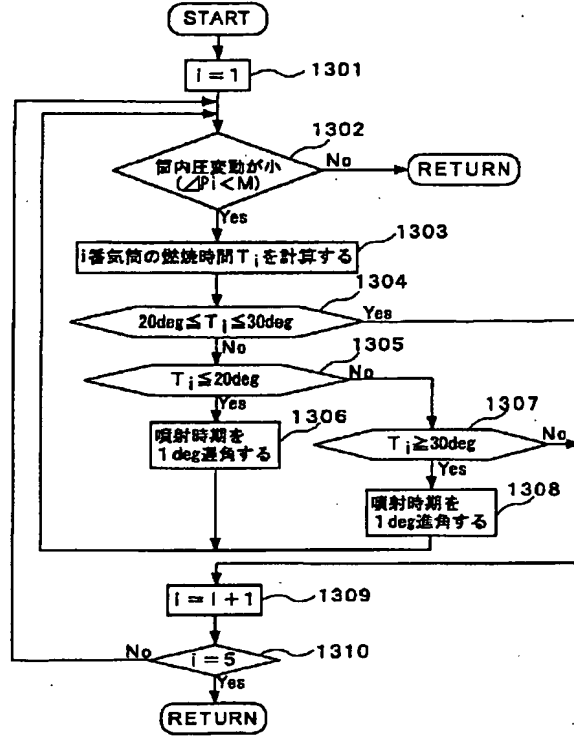 START
i=1
1301
1302
筒内圧変動が小
(⊿Pi<M)
No
RETURN
Yes
1303
i番気筒の燃焼時間Tiを計算する
1304
20deg≦Ti≦30deg
Yes
No
1305
Ti≦20deg
No
Yes
1306
噴射時期を
1deg遅角する
1307
Ti≧30deg
No
Yes
1308
噴射時期を
1deg進角する
i=i+1
1309
No
i=5
1310
Yes
RETURN